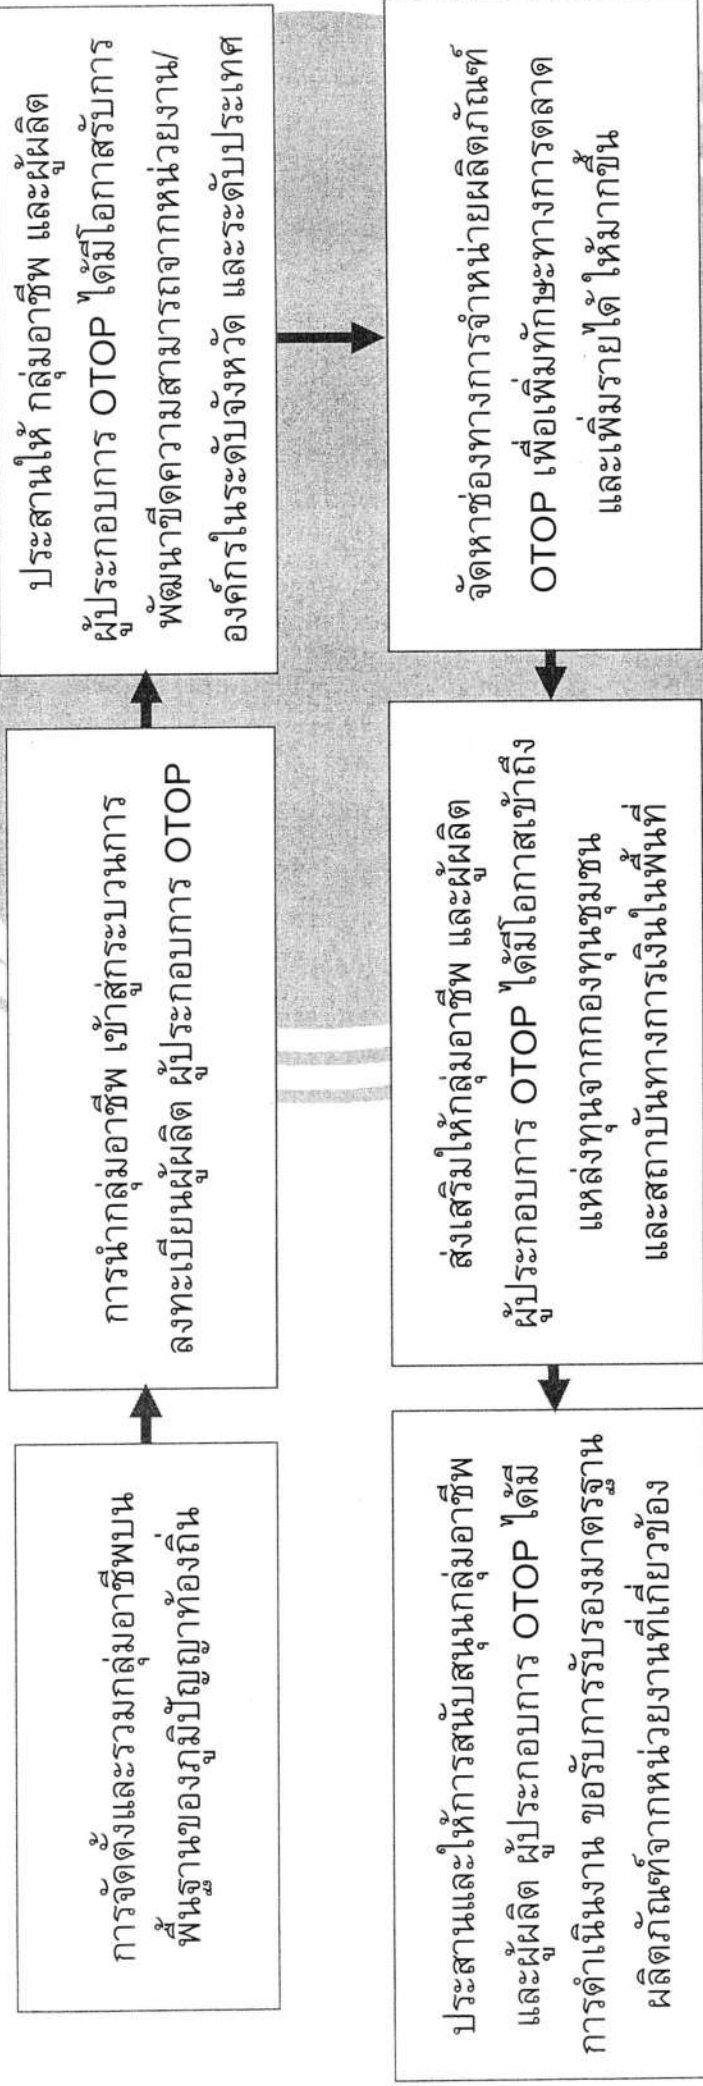 การจัดตั้งและรวมกลุ่มอาชีพบน
พื้นฐานของภูมิปัญญาท้องถิ่น
การนำกลุ่มอาชีพ เข้าสู่กระบวนการ
ลงทะเบียนผู้ผลิต ผู้ประกอบการ OTOP
ประสานให้ กลุ่มอาชีพ และผู้ผลิต
ผู้ประกอบการ OTOP ได้มีโอกาสรับการ
พัฒนาขีดความสามารถจากหน่วยงาน/
องค์กรในระดับจังหวัด และระดับประเทศ
จัดหาช่องทางการจำหน่ายผลิตภัณฑ์
OTOP เพื่อเพิ่มทักษะทางการตลาด
และเพิ่มรายได้ ให้มากขึ้น
ส่งเสริมให้กลุ่มอาชีพ และผู้ผลิต
ผู้ประกอบการ OTOP ได้มีโอกาสเข้าถึง
แหล่งทุนจากกองทุนชุมชน
และสถาบันทางการเงินในพื้นที่
ประสานและให้การสนับสนุนกลุ่มอาชีพ
และผู้ผลิต ผู้ประกอบการ OTOP ได้มี
การดำเนินงาน ขอรับการรับรองมาตรฐาน
ผลิตภัณฑ์จากหน่วยงานที่เกี่ยวข้อง